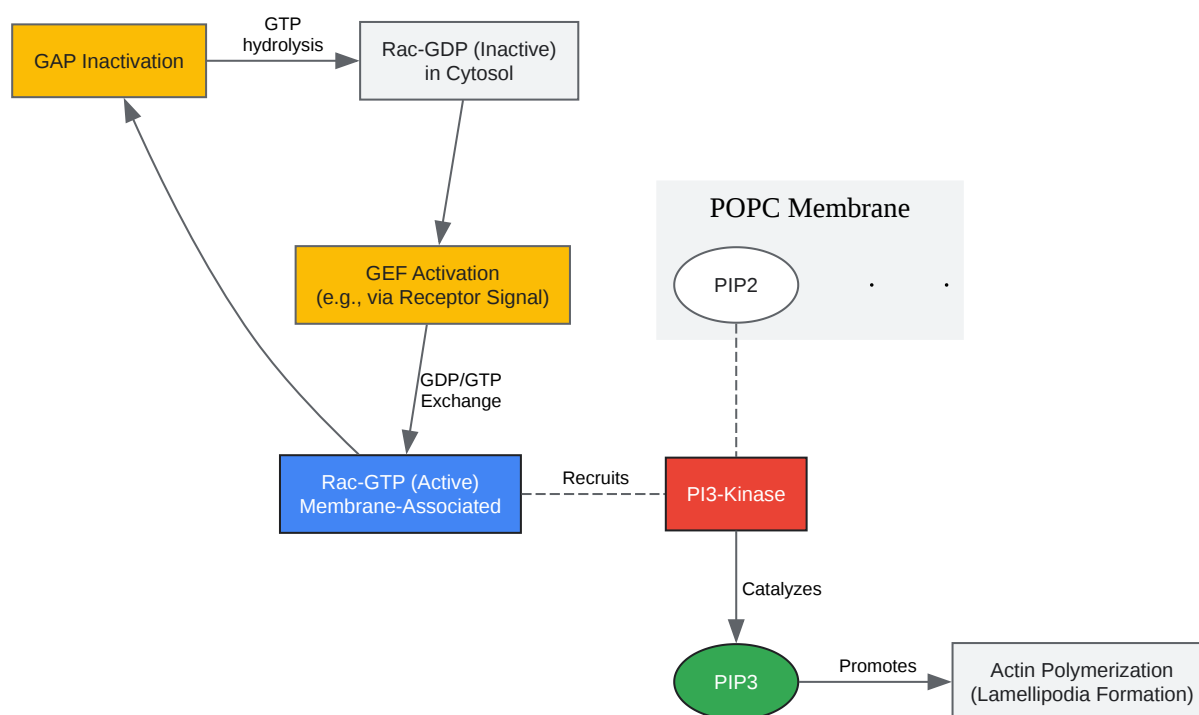 GTP
hydrolysis
GAP Inactivation
Rac-GDP (Inactive)
in Cytosol
POPC Membrane
GEF Activation
(e.g., via Receptor Signal)
PIP2
GDP/GTP
Exchange
Rac-GTP (Active)
Membrane-Associated
Recruits
PI3-Kinase
Catalyzes
PIP3
Promotes
Actin Polymerization
(Lamellipodia Formation)